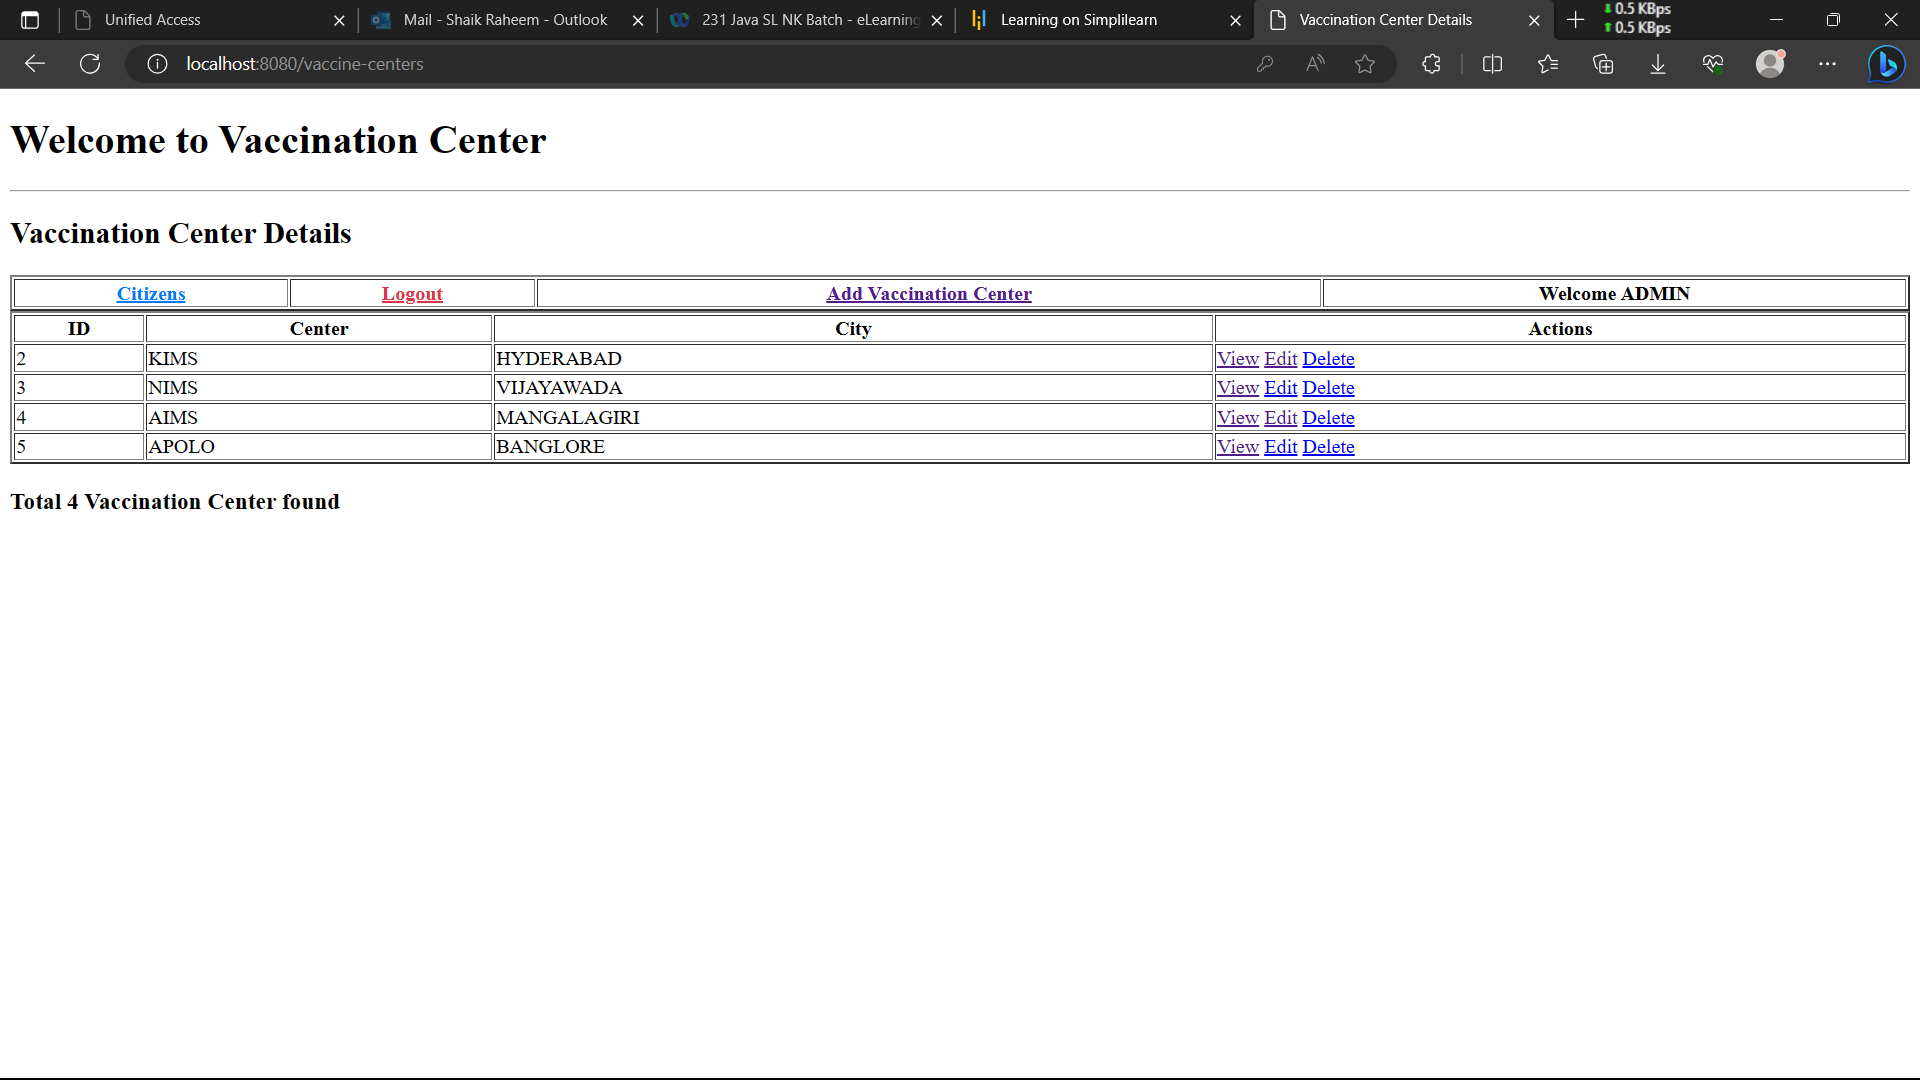 Unified Access
Mail - Shaik Raheem - Outlook
231 Java SL NK Batch - eLearning
Learning on Simplilearn
Vaccination Center Details
0.5 KBps
0.5 KBps
localhost:8080/vaccine-centers
Welcome to Vaccination Center
Vaccination Center Details
Citizens Logout Add Vaccination Center Welcome ADMIN
ID Center City Actions
2 KIMS HYDERABAD View Edit Delete
3 NIMS VIJAYAWADA View Edit Delete
4 AIMS MANGALAGIRI View Edit Delete
5 APOLO BANGLORE View Edit Delete
Total 4 Vaccination Center found